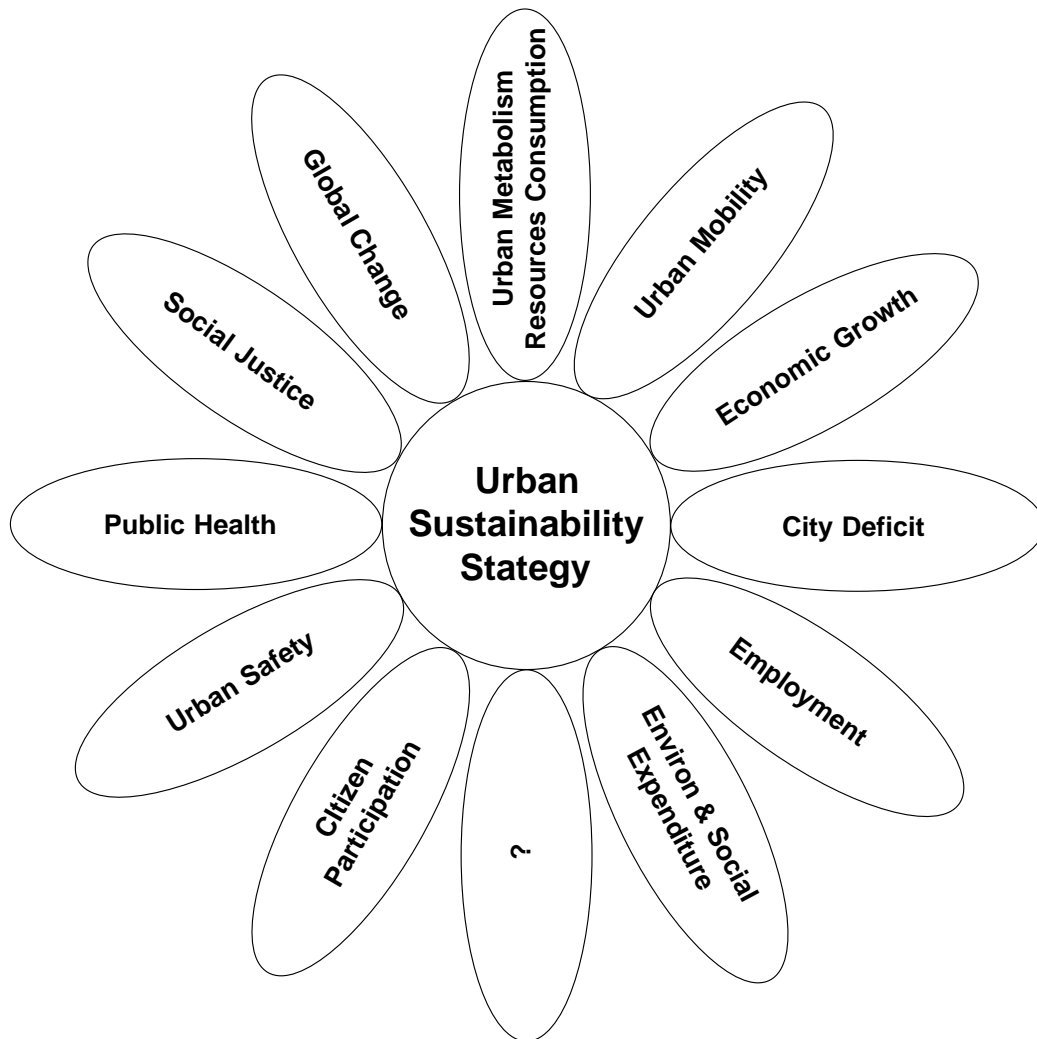 Urban
Sustainability
Stategy
Urban Metabolism
Resources Consumption
Urban Mobility
Economic Growth
City Deficit
Employment
Environ & Social
Expenditure
?
CItizen
Participation
Urban Safety
Public Health
Social Justice
Global Change